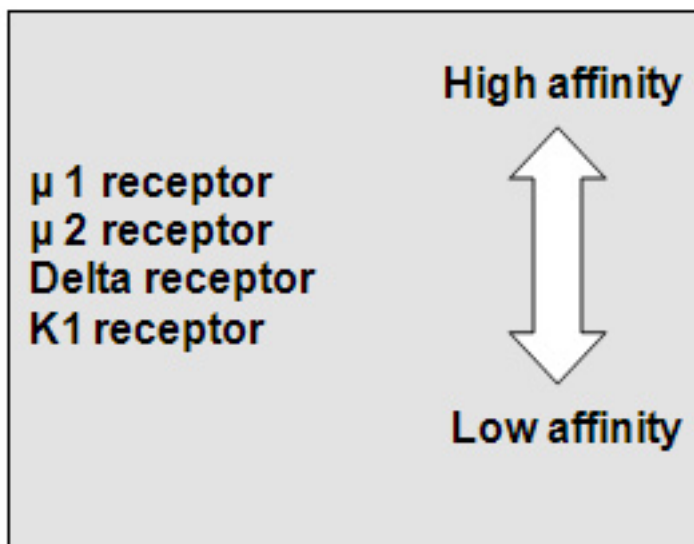 High affinity
µ 1 receptor
µ 2 receptor
Delta receptor
K1 receptor
Low affinity